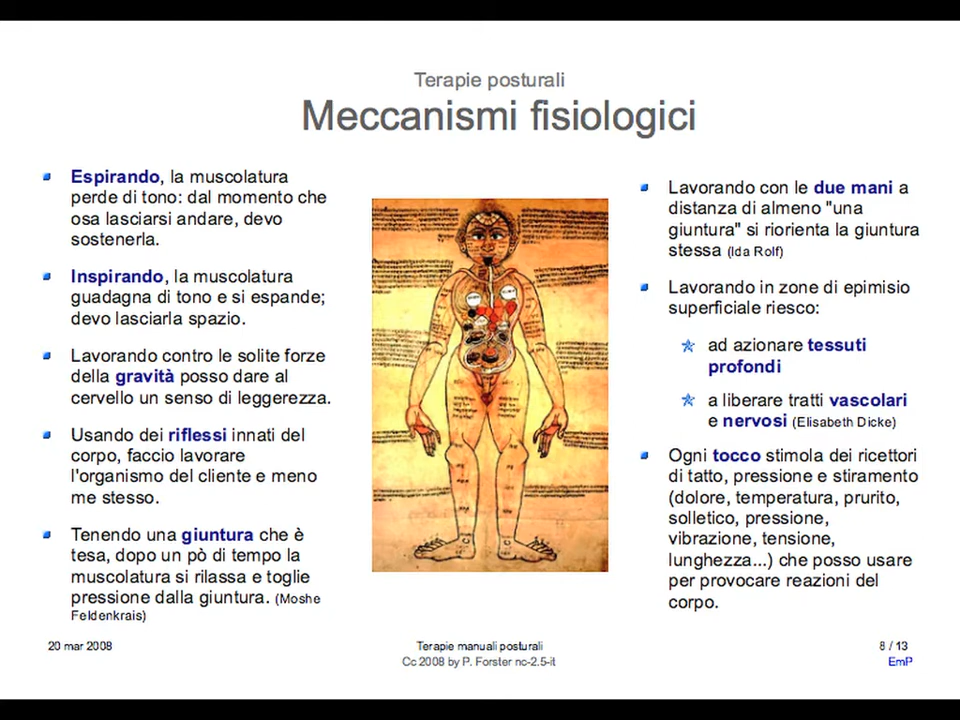 Terapie posturali
Meccanismi fisiologici
Espirando, la muscolatura
perde di tono: dal momento che
osa lasciarsi andare, devo
sostenerla.
Inspirando, la muscolatura
guadagna di tono e si espande;
devo lasciarla spazio.
Lavorando contro le solite forze
della gravità posso dare al
cervello un senso di leggerezza.
Usando dei riflessi innati del
corpo, faccio lavorare
l'organismo del cliente e meno
me stesso.
Tenendo una giuntura che è
tesa, dopo un pò di tempo la
muscolatura si rilassa e toglie
pressione dalla giuntura. (Moshe
Feldenkrais)
Lavorando con le due mani a
distanza di almeno "una
giuntura" si riorienta la giuntura
stessa (Ida Rolf)
Lavorando in zone di epimisio
superficiale riesco:
ad azionare tessuti
profondi
a liberare tratti vascolari
e nervosi (Elisabeth Dicke)
Ogni tocco stimola dei ricettori
di tatto, pressione e stiramento
(dolore, temperatura, prurito,
solletico, pressione,
vibrazione, tensione,
lunghezza...) che posso usare
per provocare reazioni del
corpo.
20 mar 2008
Terapie manuali posturali
Cc 2008 by P. Forster nc-2.5-it
8 / 13
EmP